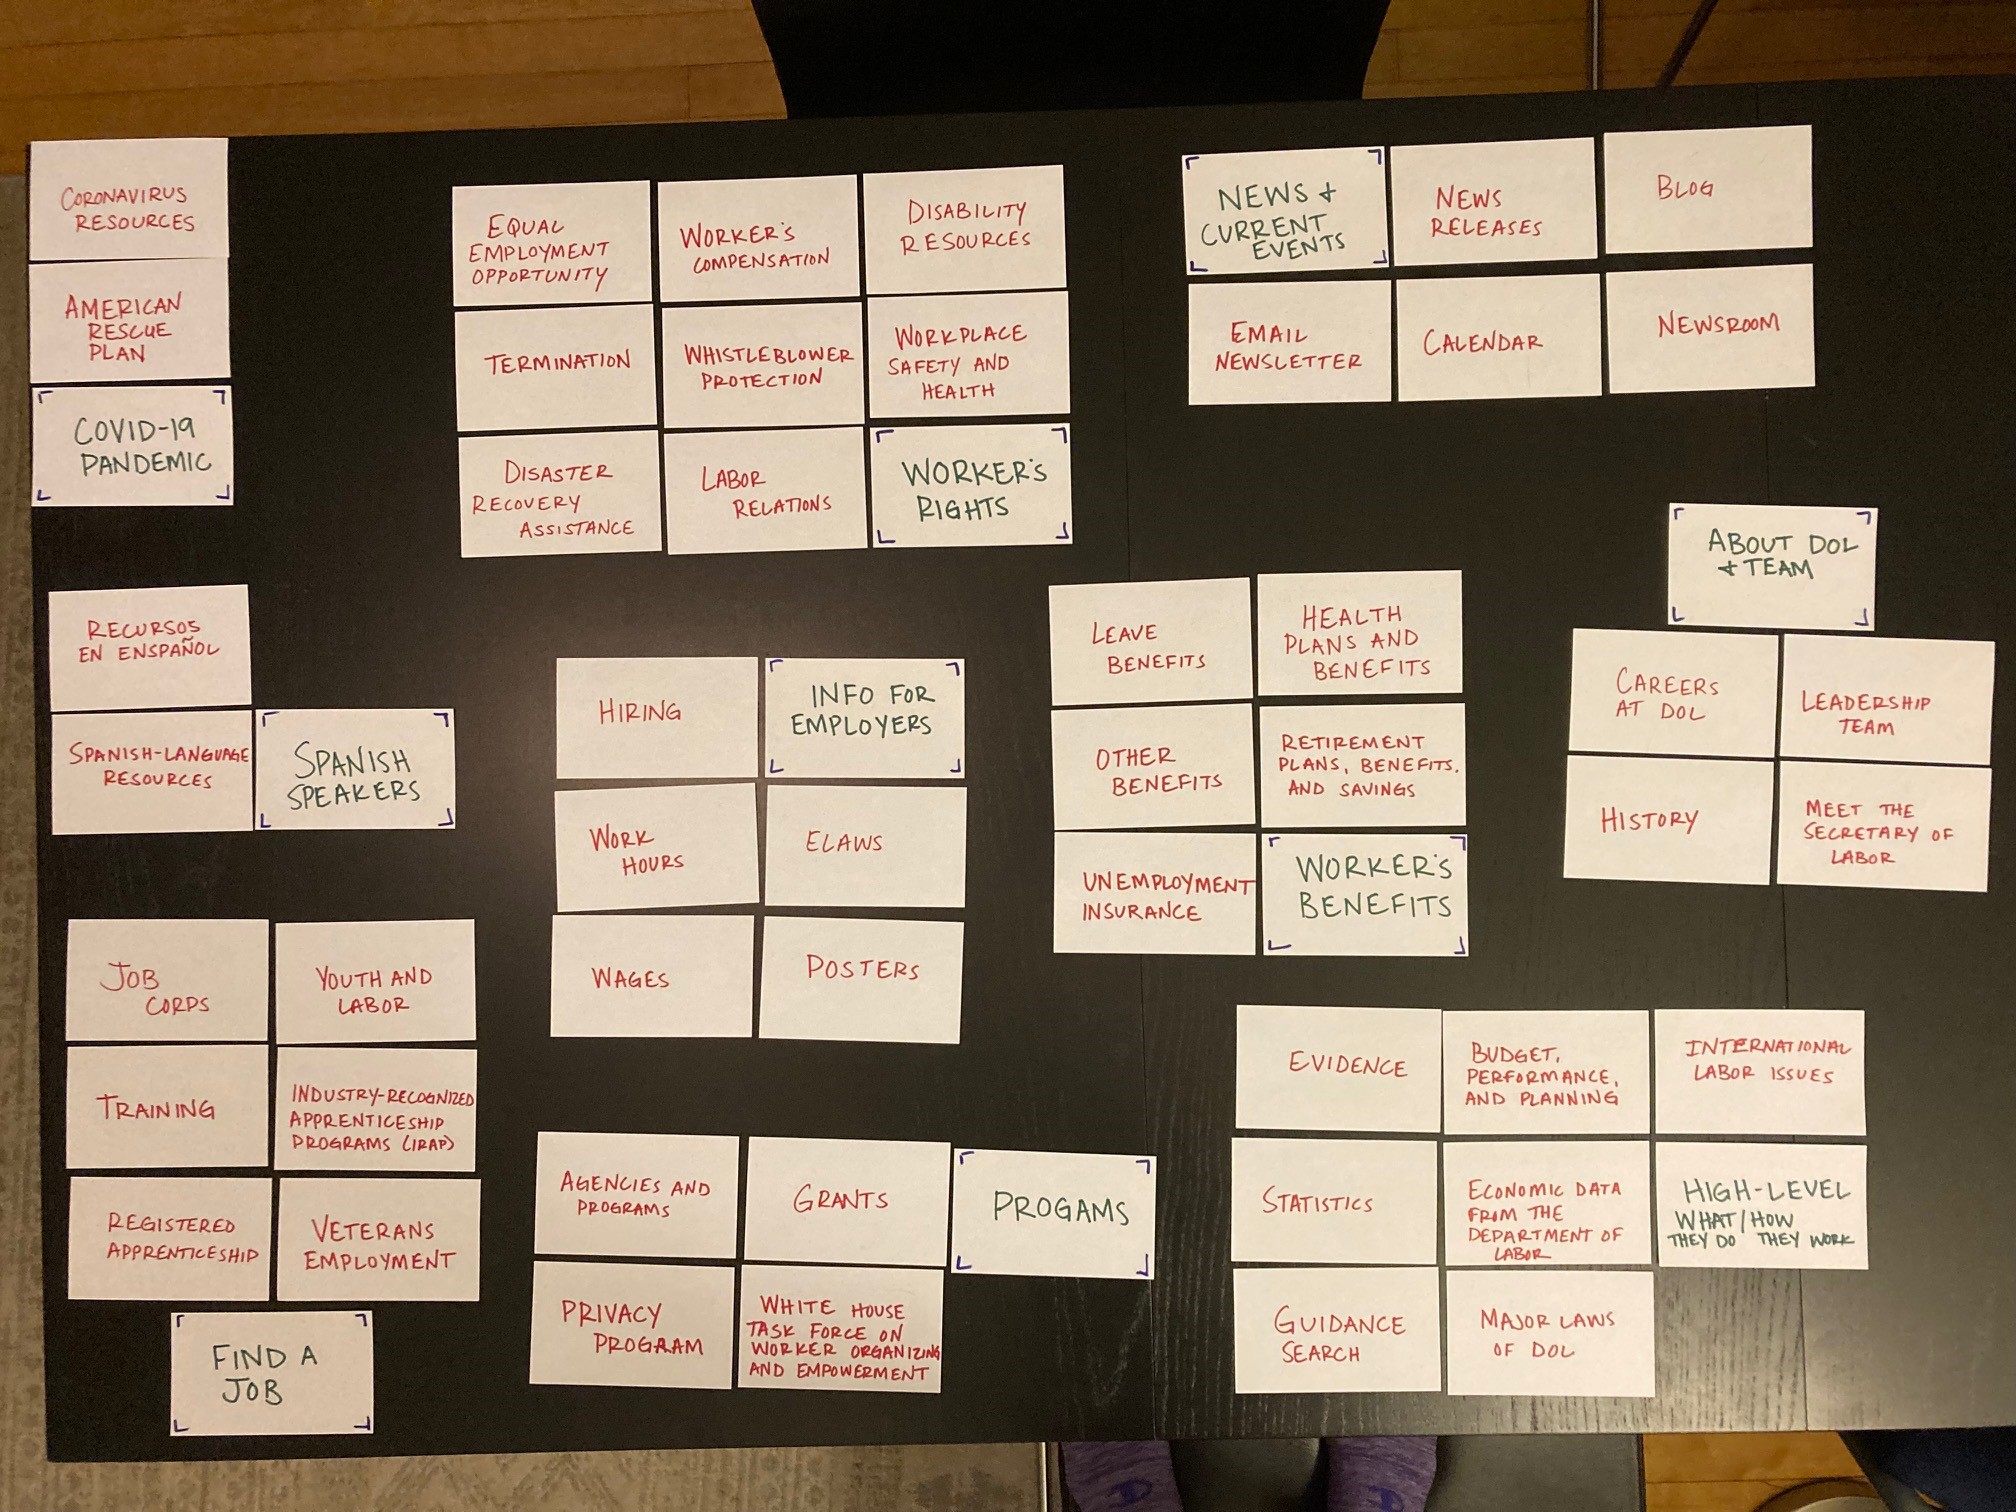 CORONAVIRUS
RESOURCES
AMERICAN
RESCUE
PLAN
COVID-19
PANDEMIC
EQUAL
EMPLOYMENT
OPPORTUNITY
WORKER'S
COMPENSATION
DISABILITY
RESOURCES
TERMINATION
WHISTLEBLOWER
PROTECTION
WORKPLACE
SAFETY AND
HEALTH
DISASTER
RECOVERY
ASSISTANCE
LABOR
RELATIONS
WORKER'S
RIGHTS
NEWS +
CURRENT
EVENTS
NEWS
RELEASES
BLOG
EMAIL
NEWSLETTER
CALENDAR
NEWSROOM
RECURSOS
EN ENSPAÑOL
SPANISH-LANGUAGE
RESOURCES
SPANISH
SPEAKERS
HIRING
INFO FOR
EMPLOYERS
WORK
HOURS
ELAWS
WAGES
POSTERS
LEAVE
BENEFITS
HEALTH
PLANS AND
BENEFITS
OTHER
BENEFITS
RETIREMENT
PLANS, BENEFITS,
AND SAVINGS
UNEMPLOYMENT
INSURANCE
WORKER'S
BENEFITS
ABOUT DOL
+ TEAM
CAREERS
AT DOL
LEADERSHIP
TEAM
HISTORY
MEET THE
SECRETARY OF
LABOR
JOB
CORPS
YOUTH AND
LABOR
TRAINING
INDUSTRY-RECOGNIZED
APPRENTICESHIP
PROGRAMS (IRAP)
REGISTERED
APPRENTICESHIP
VETERANS
EMPLOYMENT
FIND A
JOB
AGENCIES AND
PROGRAMS
GRANTS
PROGAMS
PRIVACY
PROGRAM
WHITE HOUSE
TASK FORCE ON
WORKER ORGANIZING
AND EMPOWERMENT
EVIDENCE
BUDGET,
PERFORMANCE,
AND PLANNING
INTERNATIONAL
LABOR ISSUES
STATISTICS
ECONOMIC DATA
FROM THE
DEPARTMENT OF
LABOR
HIGH-LEVEL
WHAT / HOW
THEY DO THEY WORK
GUIDANCE
SEARCH
MAJOR LAWS
OF DOL